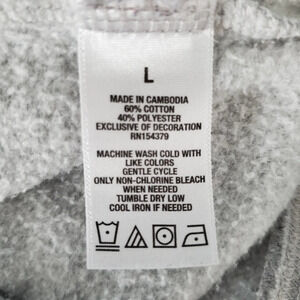 L
MADE IN CAMBODIA
60% COTTON
40% POLYESTER
EXCLUSIVE OF DECORATION
RN154379
MACHINE WASH COLD WITH
LIKE COLORS
GENTLE CYCLE
ONLY NON-CHLORINE BLEACH
WHEN NEEDED
TUMBLE DRY LOW
COOL IRON IF NEEDED